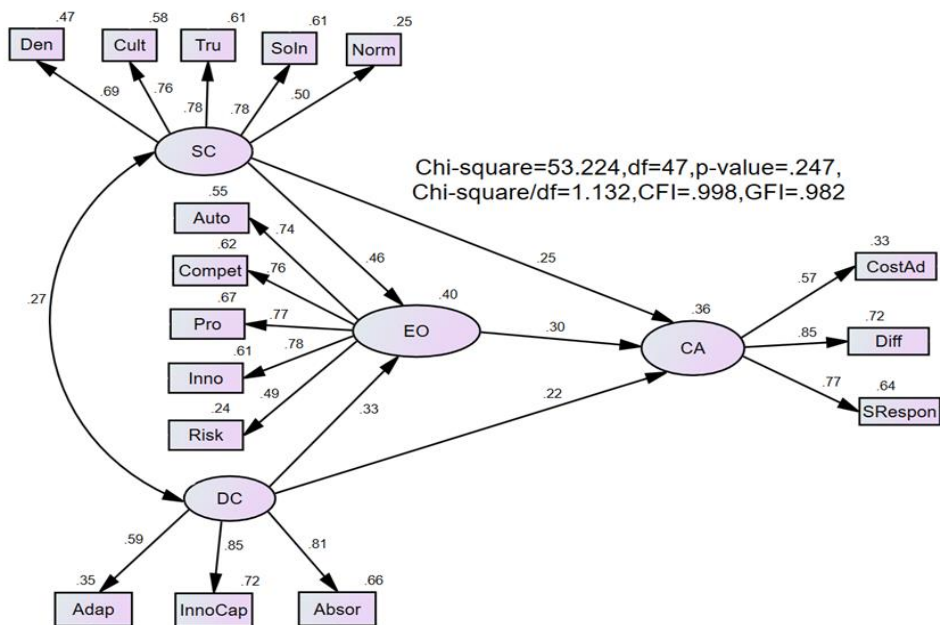 .47 .58 .61 .61 .25
Den Cult Tru SoIn Norm
.69 .76 .78 .78 .50
SC
Chi-square=53.224,df=47,p-value=.247,
Chi-square/df=1.132,CFI=.998,GFI=.982
.55
Auto .74
.62
Compet .76 .46 .25 .33
CostAd
.27 .67 .40 .57
Pro .77 .36
EO .30 .72
.61 .78 CA .85 Diff
Inno
.49 .77 .64
.24 .22 SRespon
Risk .33
DC
.59 .85 .81
.35 .72 .66
Adap InnoCap Absor